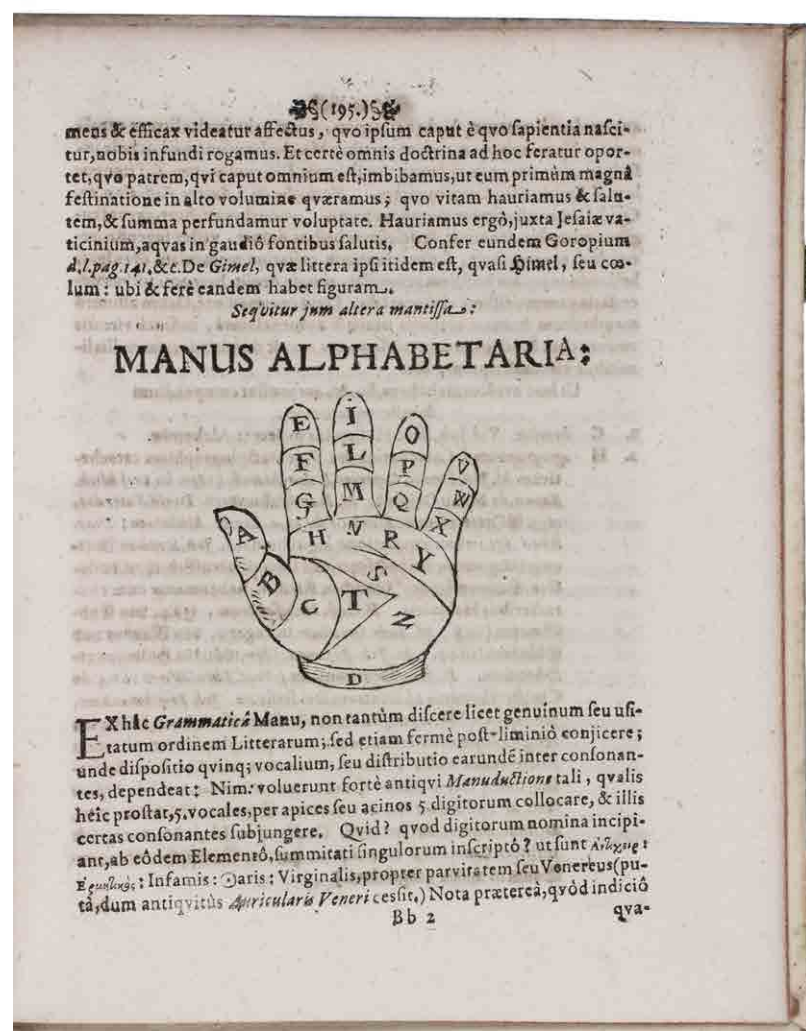 (195.)
mens & efficax videatur affectus, qvo ipſum caput è qvo ſapientia naſci-
tur, nobis infundi rogamus. Et certè omnis doctrina ad hoc feratur opor-
tet, qvo patrem, qvi caput omnium eſt, imbibamus, ut eum primùm magnâ
feſtinatione in alto volumine qværamus; qvo vitam hauriamus & ſalu-
tem, & ſumma perfundamur voluptate. Hauriamus ergò, juxta Jeſaiæ va-
ticinium, aqvas in gaudiô fontibus ſalutis. Confer eundem Goropium
d.l. pag. 141. &c. De Gimel, qvæ littera ipſi itidem eſt, quaſi Himel, ſeu cœ-
lum: ubi & ferè eandem habet figuram.
Seqvitur jam altera mantiſſa:
MANUS ALPHABETARIA:
E I O V
F L P W
G M Q X
A H N R Y
B C S T Z
D
EX hâc Grammaticâ Manu, non tantùm diſcere licet genuinum ſeu uſi-
tatum ordinem Litterarum; ſed etiam fermè poſt-liminiò conjicere;
unde diſpoſitio qvinq; vocalium, ſeu diſtributio earundē inter conſonan-
tes, dependeat: Nim. voluerunt fortè antiqvi Manuductione tali, qvalis
hêic proſtat, 5. vocales, per apices ſeu acinos 5 digitorum collocare, & illis
certas conſonantes ſubjungere. Qvid? qvod digitorum nomina incipi-
ant, ab eôdem Elementô, ſummitati ſingulorum inſcriptô? ut ſunt
: Infamis: aris: Virginalis, propter parvitatem ſeu Venereus (pu-
tà, dum antiqvitùs Auricularis Veneri ceſſit.) Nota prætereà, qvòd indiciô
Bb 2 qva-